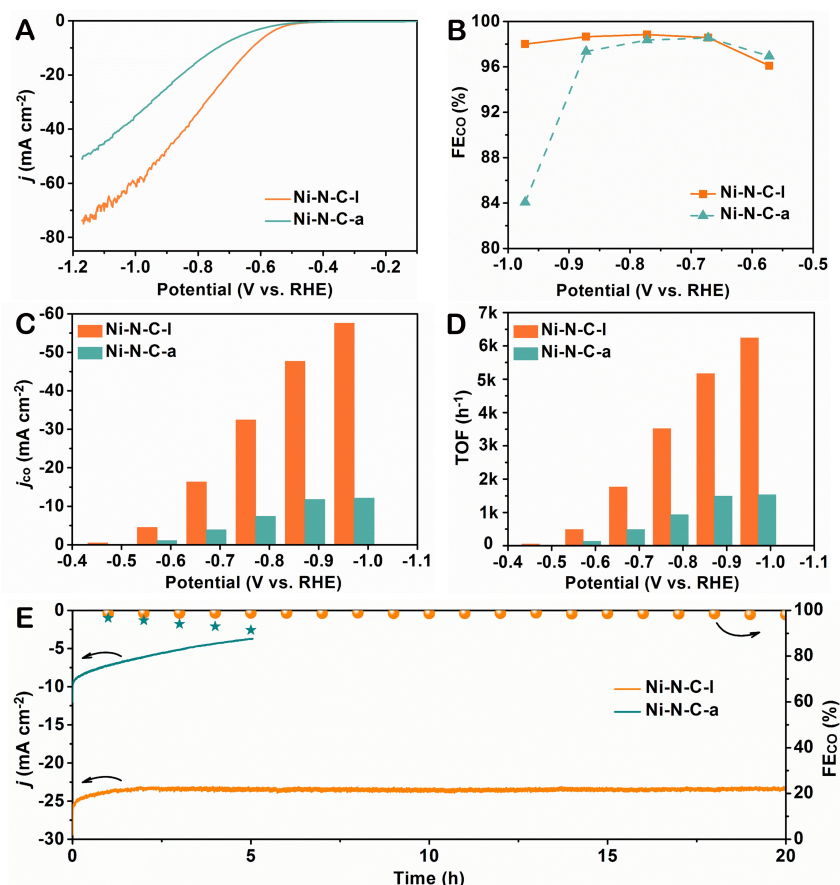 A
0
-20
-40
-60
-80
j (mA cm⁻²)
Ni-N-C-l
Ni-N-C-a
-1.2 -1.0 -0.8 -0.6 -0.4 -0.2
Potential (V vs. RHE)
B
100
96
92
88
84
80
FECO (%)
Ni-N-C-l
Ni-N-C-a
-1.0 -0.9 -0.8 -0.7 -0.6 -0.5
Potential (V vs. RHE)
C
-60
-50
-40
-30
-20
-10
0
jco (mA cm⁻²)
Ni-N-C-l
Ni-N-C-a
-0.4 -0.5 -0.6 -0.7 -0.8 -0.9 -1.0 -1.1
Potential (V vs. RHE)
D
7k
6k
5k
4k
3k
2k
1k
0
TOF (h⁻¹)
Ni-N-C-l
Ni-N-C-a
-0.4 -0.5 -0.6 -0.7 -0.8 -0.9 -1.0 -1.1
Potential (V vs. RHE)
E
0
-5
-10
-15
-20
-25
-30
j (mA cm⁻²)
Ni-N-C-l
Ni-N-C-a
100
80
60
40
20
0
FECO (%)
0 5 10 15 20
Time (h)